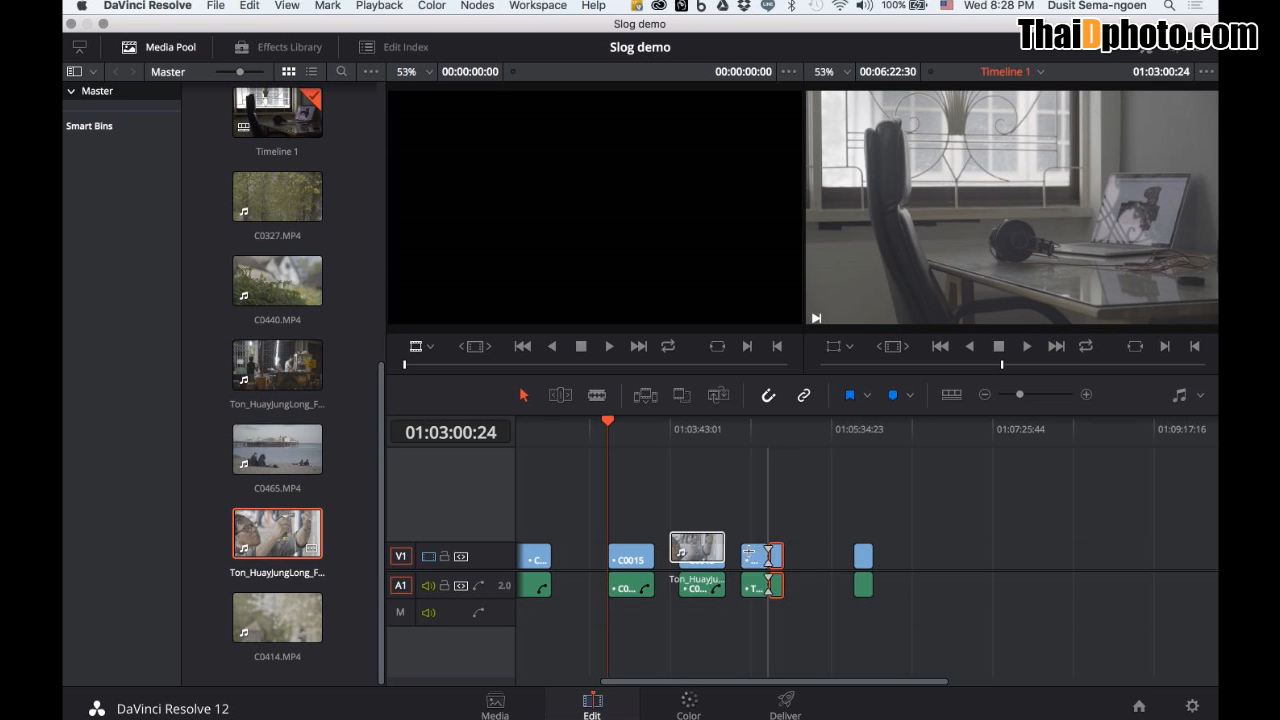 DaVinci Resolve File Edit View Mark Playback Color Nodes Workspace Help 100% Wed 8:28 PM Dusit Sema-ngoen
Slog demo
ThaiDphoto.com
Media Pool Effects Library Edit Index Slog demo
Master 53% 00:00:00:00 00:00:00:00 53% 00:06:22:30 Timeline 1 01:03:00:24
Master
Smart Bins
Timeline 1
C0327.MP4
C0440.MP4
Ton_HuayJungLong_F...
C0465.MP4
Ton_HuayJungLong_F...
C0414.MP4
01:03:00:24 01:03:43:01 01:05:34:23 01:07:25:44 01:09:17:16
V1 C... C0015
Ton_HuayJu...
A1 2.0 C0... C0... T...
M
DaVinci Resolve 12 Media Edit Color Deliver